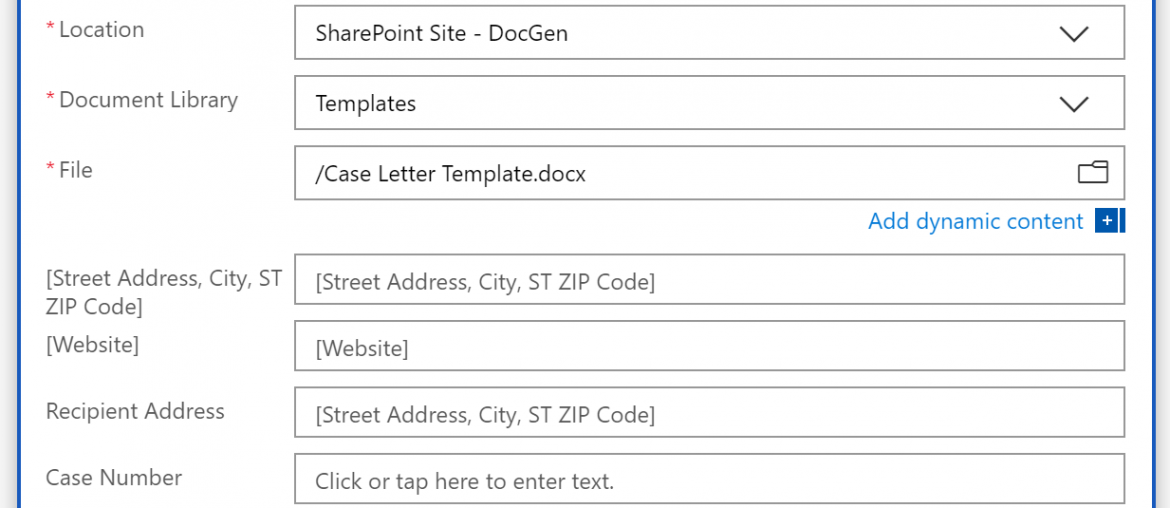 * Location
SharePoint Site - DocGen
* Document Library
Templates
* File
/Case Letter Template.docx
Add dynamic content +
[Street Address, City, ST
ZIP Code]
[Street Address, City, ST ZIP Code]
[Website]
[Website]
Recipient Address
[Street Address, City, ST ZIP Code]
Case Number
Click or tap here to enter text.